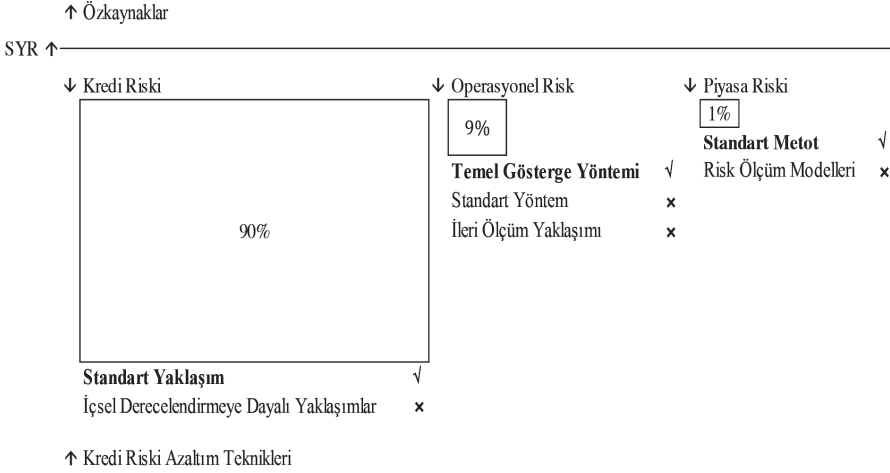 ↑ Özkaynaklar
SYR ↑
↓ Kredi Riski
90%
Standart Yaklaşım √
İçsel Derecelendirmeye Dayalı Yaklaşımlar ×
↓ Operasyonel Risk
9%
Temel Gösterge Yöntemi √
Standart Yöntem ×
İleri Ölçüm Yaklaşımı ×
↓ Piyasa Riski
1%
Standart Metot √
Risk Ölçüm Modelleri ×
↑ Kredi Riski Azaltım Teknikleri